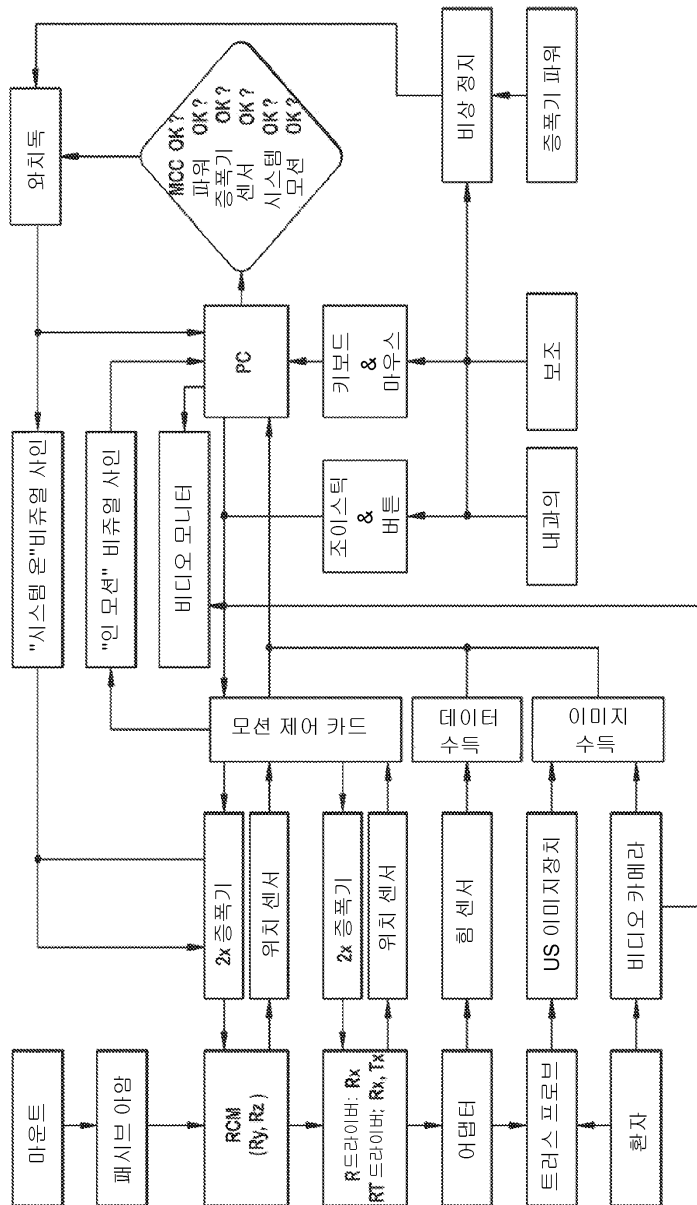 마운트
패시브 아암
RCM
(Ry, Rz)
R 드라이버: Rx
RT 드라이버; Rx, Tx
어댑터
트러스 프로브
환자
2x 증폭기
위치 센서
2x 증폭기
위치 센서
힘 센서
US 이미지장치
비디오 카메라
모션 제어 카드
데이터
수득
이미지
수득
"시스템 온"비쥬얼 사인
"인 모션" 비쥬얼 사인
비디오 모니터
조이스틱
&
버튼
내과의
와치독
PC
키보드
&
마우스
보조
MCC OK?
파워 OK?
증폭기 OK?
센서 OK?
시스템 OK?
모션 OK?
비상 정지
증폭기 파워